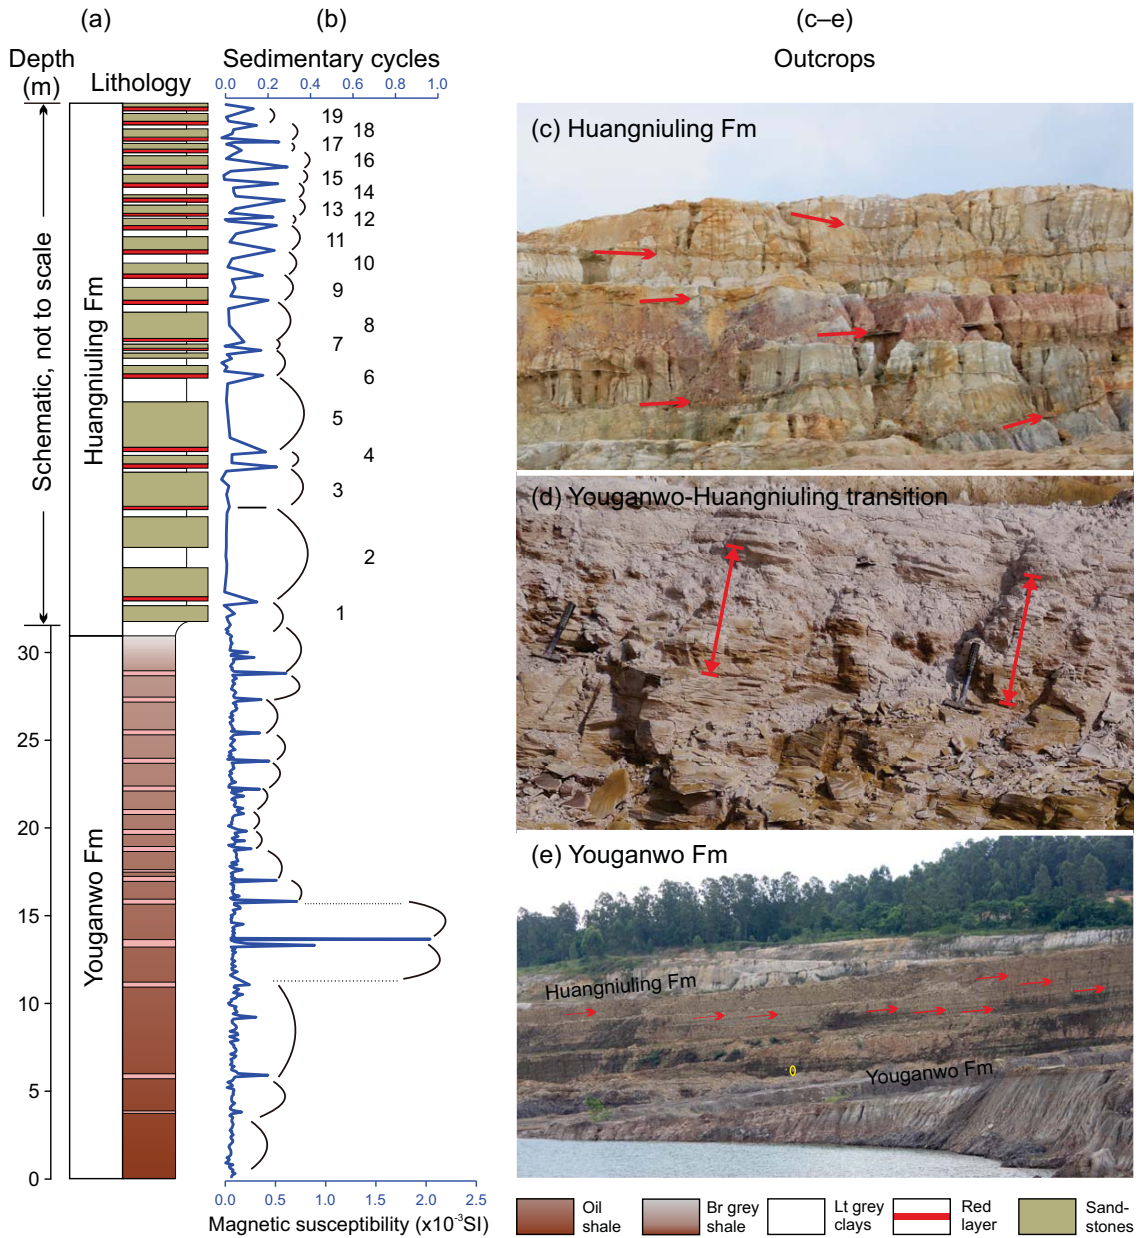 (a)
(b)
(c–e)
Depth
(m)
Lithology
Sedimentary cycles
Outcrops
0.0 0.2 0.4 0.6 0.8 1.0
Schematic, not to scale
Huangniuling Fm
Youganwo Fm
30
25
20
15
10
5
0
19
18
17
16
15
14
13
12
11
10
9
8
7
6
5
4
3
2
1
0.0 0.2 1.0 1.5 2.0 2.5
Magnetic susceptibility (x10⁻³SI)
(c) Huangniuling Fm
(d) Youganwo-Huangniuling transition
(e) Youganwo Fm
Huangniuling Fm
Youganwo Fm
Oil
shale
Br grey
shale
Lt grey
clays
Red
layer
Sand-
stones